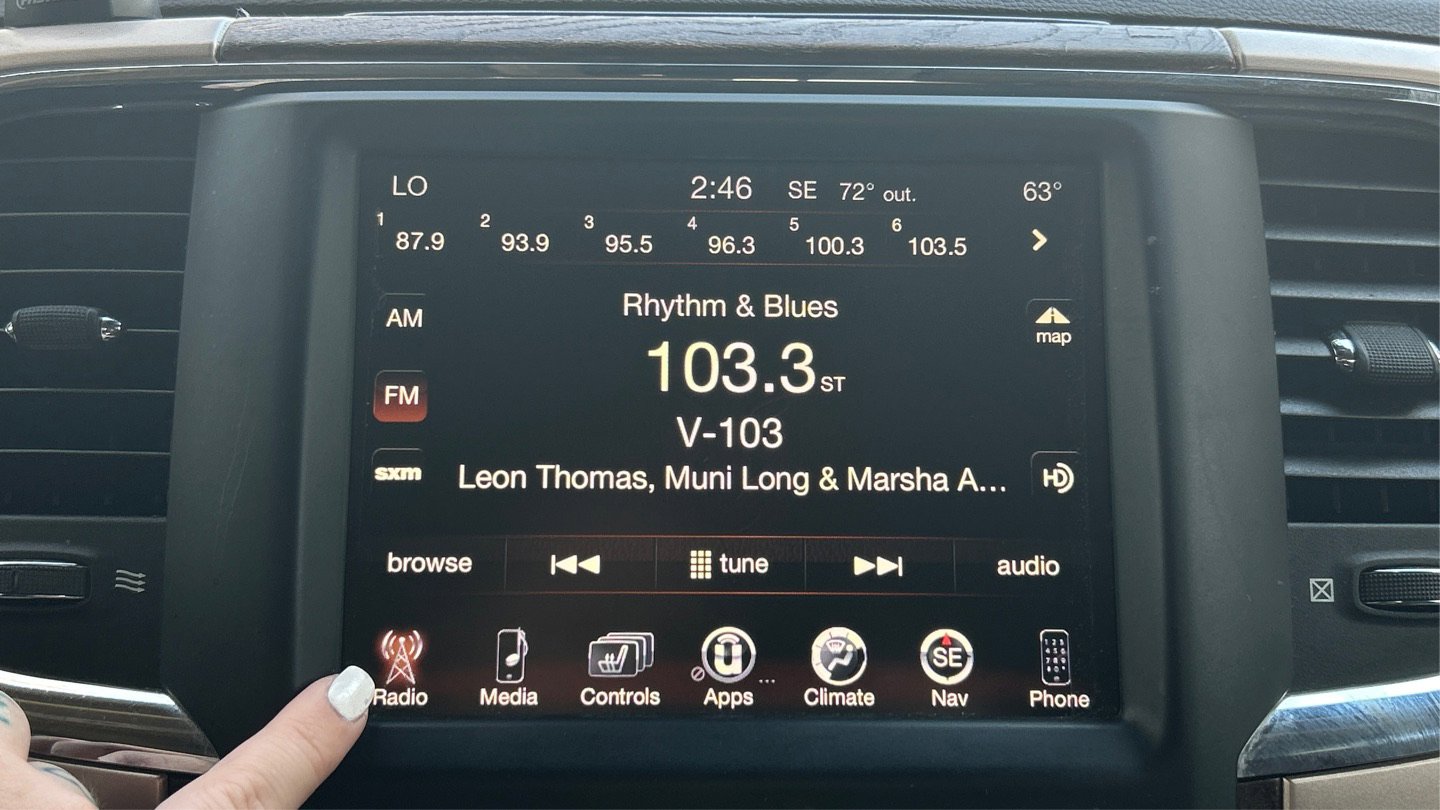 LO 2:46 SE 72° out. 63°
1 87.9 2 93.9 3 95.5 4 96.3 5 100.3 6 103.5
Rhythm & Blues
AM
map
103.3 ST
FM
V-103
sxm Leon Thomas, Muni Long & Marsha A... HD
browse tune audio
SE
Radio Media Controls Apps ... Climate Nav Phone